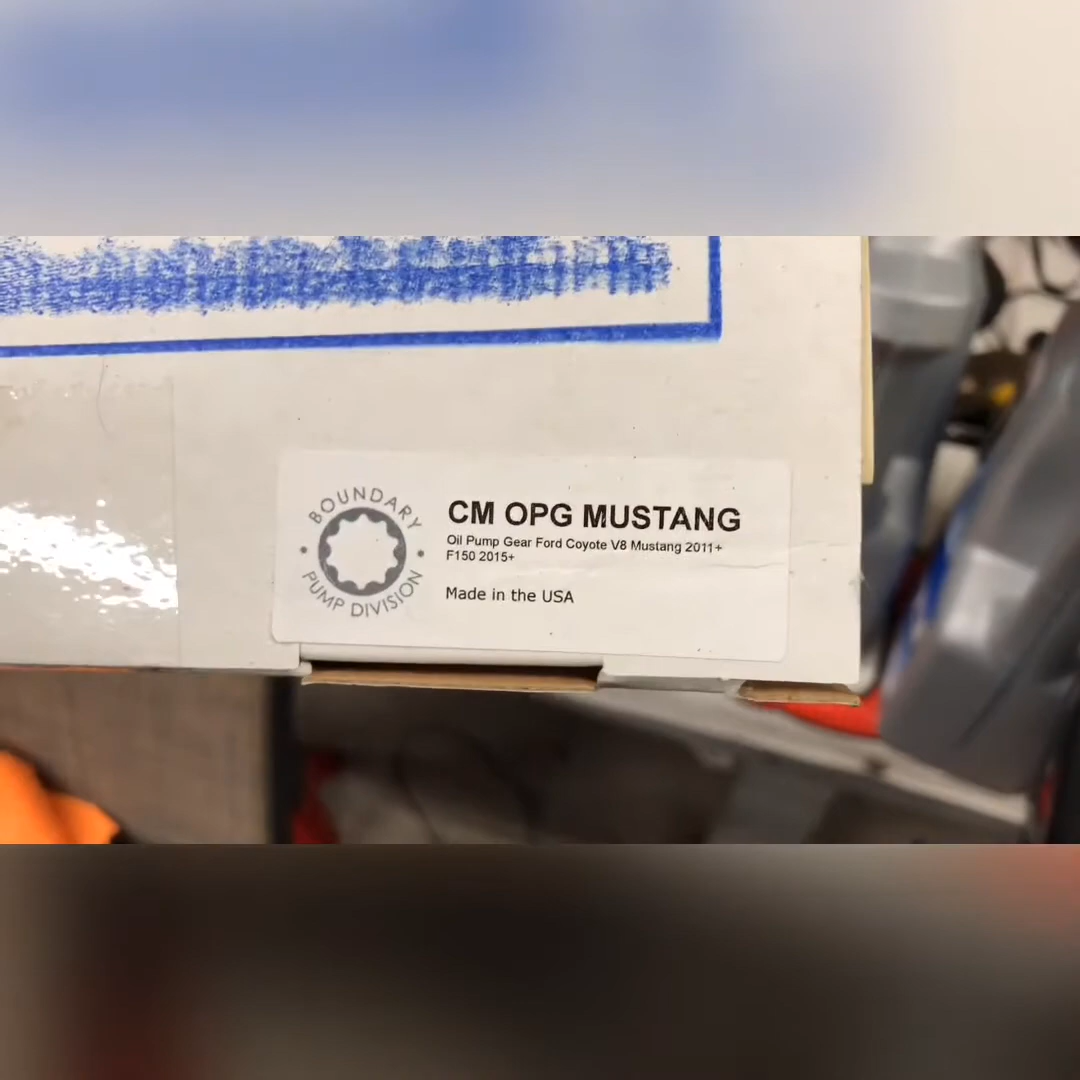 BOUNDARY
PUMP DIVISION
CM OPG MUSTANG
Oil Pump Gear Ford Coyote V8 Mustang 2011+
F150 2015+
Made in the USA